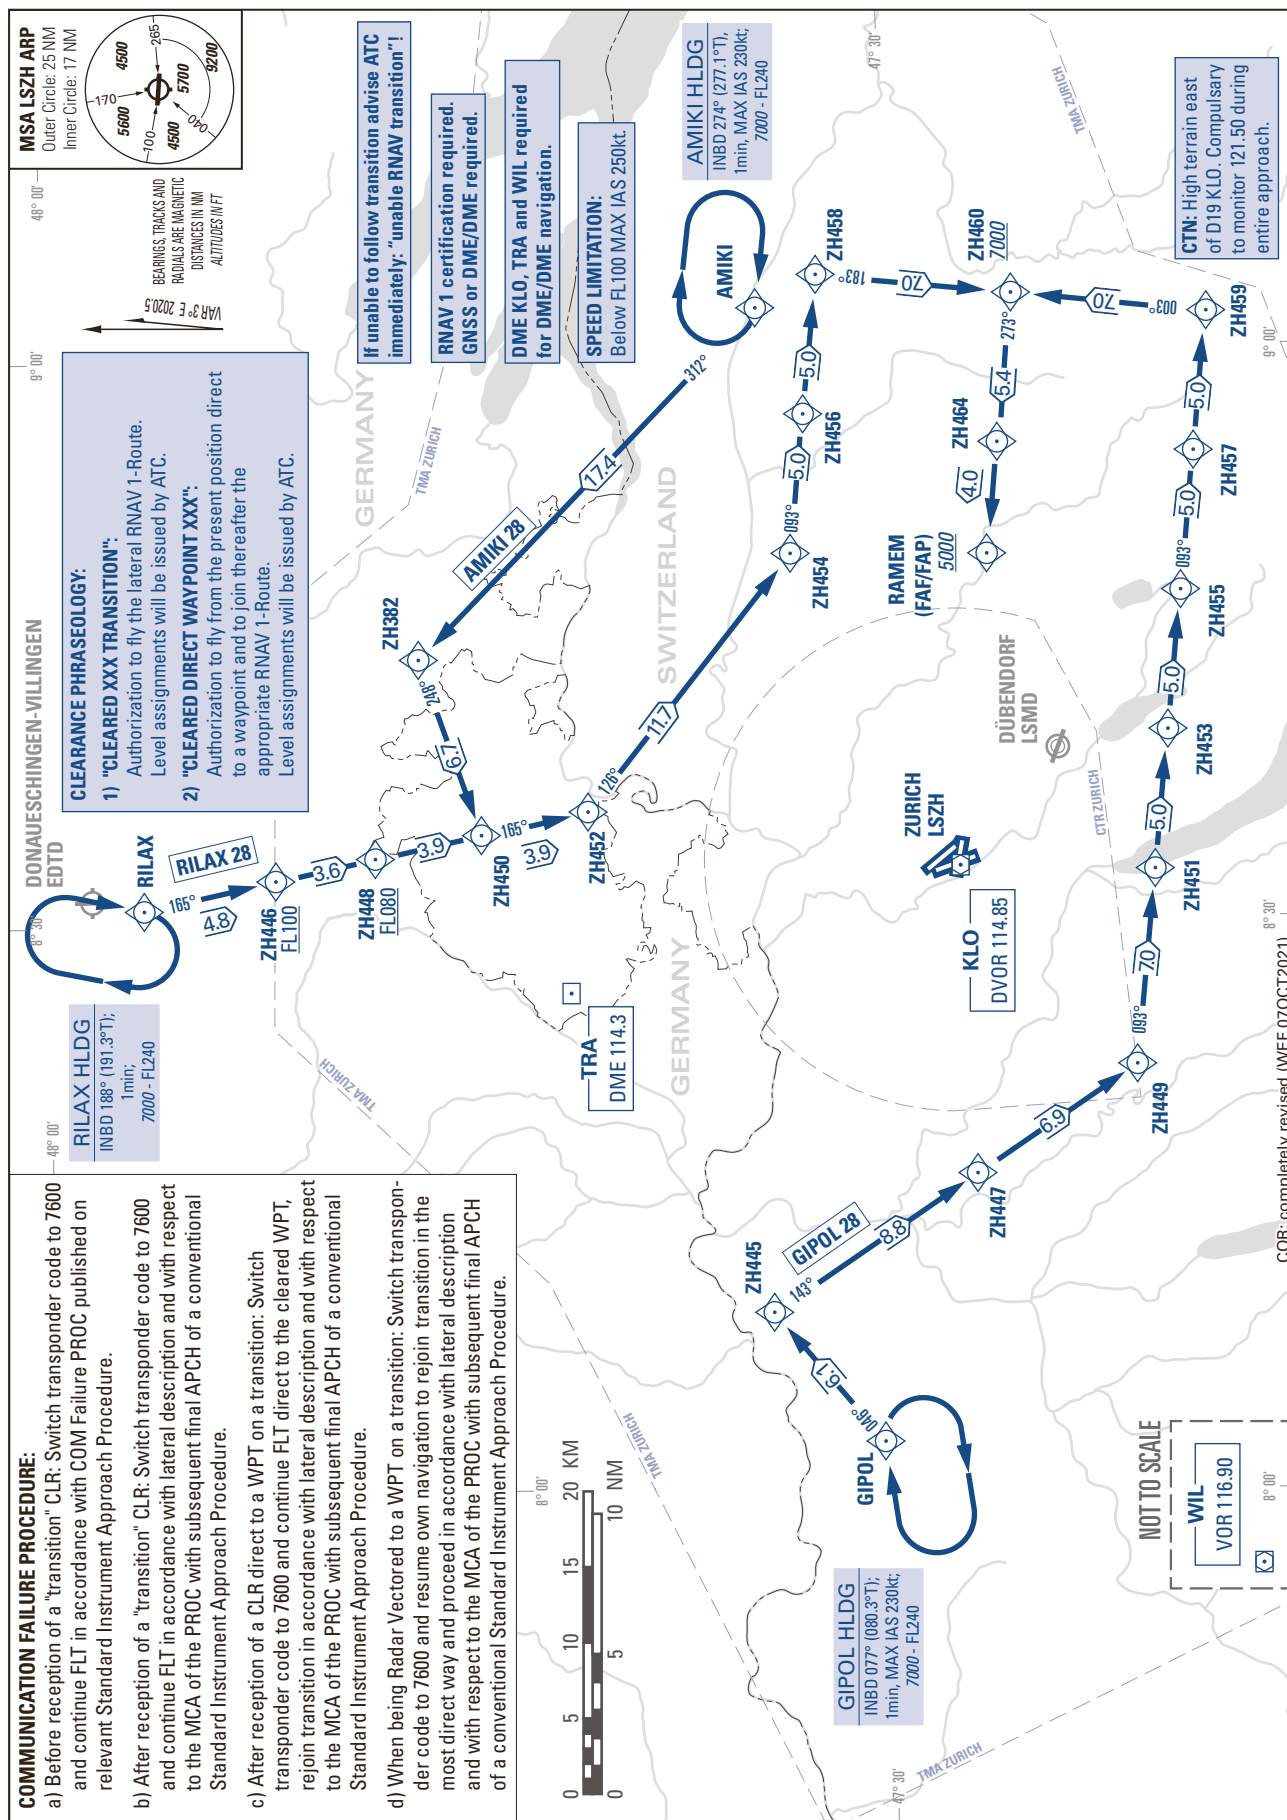 COMMUNICATION FAILURE PROCEDURE:
a) Before reception of a "transition" CLR: Switch transponder code to 7600
and continue FLT in accordance with COM Failure PROC published on
relevant Standard Instrument Approach Procedure.
b) After reception of a "transition" CLR: Switch transponder code to 7600
and continue FLT in accordance with lateral description and with respect
to the MCA of the PROC with subsequent final APCH of a conventional
Standard Instrument Approach Procedure.
c) After reception of a CLR direct to a WPT on a transition: Switch
transponder code to 7600 and continue FLT direct to the cleared WPT,
rejoin transition in accordance with lateral description and with respect
to the MCA of the PROC with subsequent final APCH of a conventional
Standard Instrument Approach Procedure.
d) When being Radar Vectored to a WPT on a transition: Switch transpon-
der code to 7600 and resume own navigation to rejoin transition in the
most direct way and proceed in accordance with lateral description
and with respect to the MCA of the PROC with subsequent final APCH
of a conventional Standard Instrument Approach Procedure.
0 5 10 15 20 KM
0 5 10 NM
48° 00'
8° 30'
DONAUESCHINGEN-VILLINGEN
EDTD
RILAX HLDG
INBD 188° (191.3°T);
1min;
7000 - FL240
RILAX
RILAX 28
165°
4.8
ZH446
FL100
3.6
ZH448
FL080
3.9
ZH450
165°
3.9
ZH452
CLEARANCE PHRASEOLOGY:
1) "CLEARED XXX TRANSITION":
Authorization to fly the lateral RNAV 1-Route.
Level assignments will be issued by ATC.
2) "CLEARED DIRECT WAYPOINT XXX":
Authorization to fly from the present position direct
to a waypoint and to join thereafter the
appropriate RNAV 1-Route.
Level assignments will be issued by ATC.
9° 00'
48° 00'
VAR 3° E 2020.5
BEARINGS, TRACKS AND
RADIALS ARE MAGNETIC
DISTANCES IN NM
ALTITUDES IN FT
MSA LSZH ARP
Outer Circle: 25 NM
Inner Circle: 17 NM
170
265
040
100
5600
4500
4500
5700
9200
If unable to follow transition advise ATC
immediately: "unable RNAV transition"!
RNAV 1 certification required.
GNSS or DME/DME required.
DME KLO, TRA and WIL required
for DME/DME navigation.
SPEED LIMITATION:
Below FL100 MAX IAS 250kt.
GERMANY
TMA ZURICH
AMIKI HLDG
INBD 274° (277.1°T),
1min, MAX IAS 230kt;
7000 - FL240
AMIKI
312°
17.4
AMIKI 28
ZH382
248°
6.7
TMA ZURICH
TRA
DME 114.3
GERMANY
SWITZERLAND
126°
11.7
ZH454
093°
5.0
ZH456
5.0
ZH458
183°
7.0
ZH460
7000
47° 30'
TMA ZURICH
273°
5.4
ZH464
4.0
RAMEM
(FAF/FAP)
5000
ZURICH
LSZH
DÜBENDORF
LSMD
KLO
DVOR 114.85
CTR ZURICH
8° 00'
TMA ZURICH
GIPOL HLDG
INBD 077° (080.3°T);
1min, MAX IAS 230kt;
7000 - FL240
GIPOL
046°
6.1
ZH445
143°
GIPOL 28
8.8
ZH447
6.9
ZH449
093°
7.0
ZH451
5.0
ZH453
5.0
ZH455
093°
5.0
ZH457
5.0
ZH459
003°
7.0
47° 30'
TMA ZURICH
NOT TO SCALE
WIL
VOR 116.90
8° 00'
8° 30'
9° 00'
CTN: High terrain east
of D19 KLO. Compulsary
to monitor 121.50 during
entire approach.
COR: completely revised (WEF 07OCT2021)